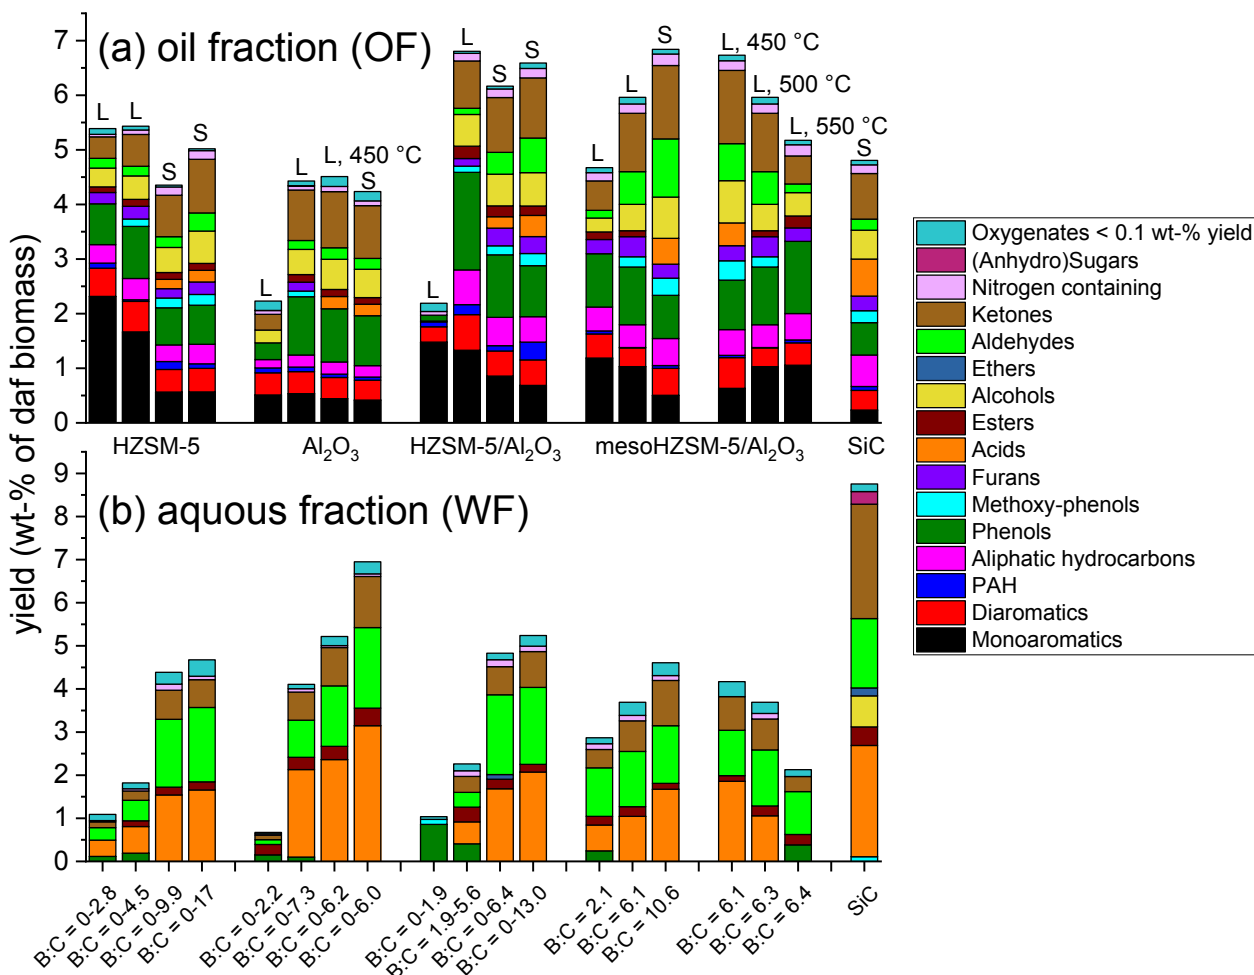 (a) oil fraction (OF)
7
6
5
4
3
2
1
0
L
L
S
S
L
L
L, 450 °C
S
L
L
S
S
L
L
S
L, 450 °C
L, 500 °C
L, 550 °C
S
HZSM-5
Al₂O₃
HZSM-5/Al₂O₃
mesoHZSM-5/Al₂O₃
SiC
yield (wt-% of daf biomass)
(b) aquous fraction (WF)
9
8
7
6
5
4
3
2
1
0
B:C = 0-2.8
B:C = 0-4.5
B:C = 0-9.9
B:C = 0-17
B:C = 0-2.2
B:C = 0-7.3
B:C = 0-6.2
B:C = 0-6.0
B:C = 0-1.9
B:C = 1.9-5.6
B:C = 0-6.4
B:C = 0-13.0
B:C = 2.1
B:C = 6.1
B:C = 10.6
B:C = 6.1
B:C = 6.3
B:C = 6.4
SiC
Oxygenates < 0.1 wt-% yield
(Anhydro)Sugars
Nitrogen containing
Ketones
Aldehydes
Ethers
Alcohols
Esters
Acids
Furans
Methoxy-phenols
Phenols
Aliphatic hydrocarbons
PAH
Diaromatics
Monoaromatics